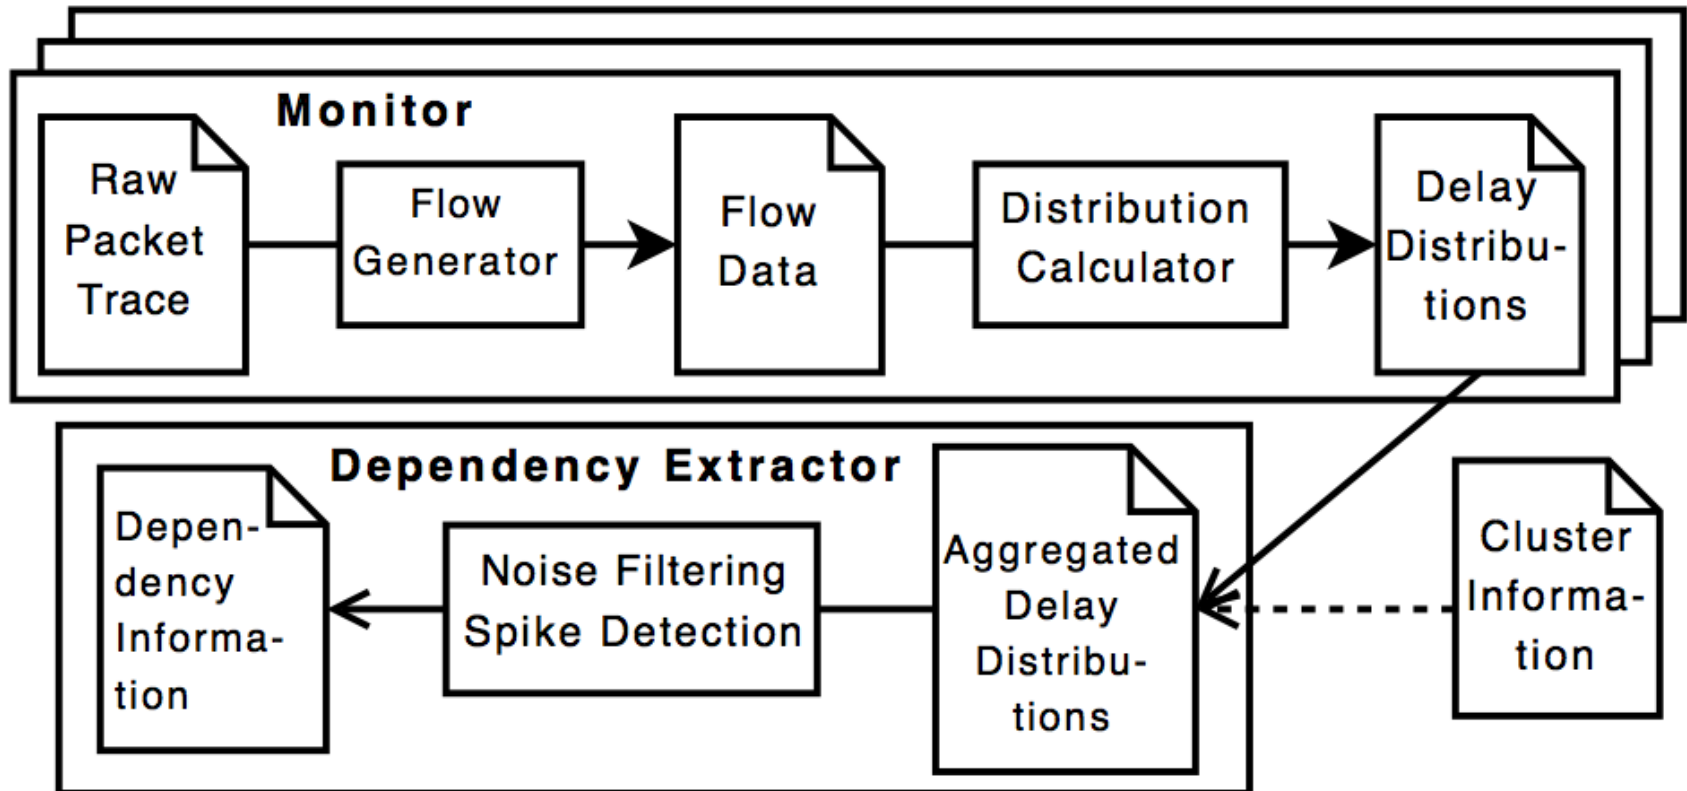 Monitor
Raw
Packet
Trace
Flow
Generator
Flow
Data
Distribution
Calculator
Delay
Distribu-
tions
Dependency Extractor
Depen-
dency
Informa-
tion
Noise Filtering
Spike Detection
Aggregated
Delay
Distribu-
tions
Cluster
Informa-
tion